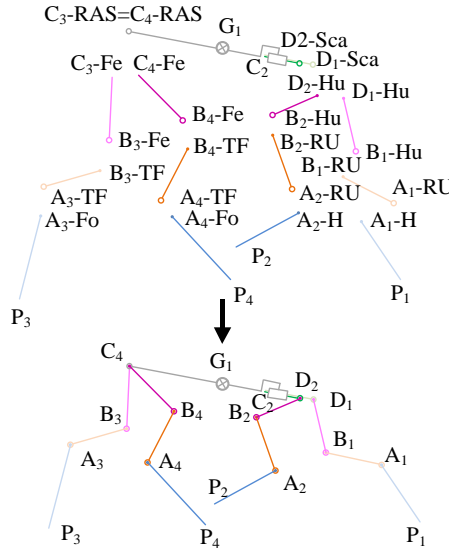 C₃-RAS=C₄-RAS
G₁
D2-Sca
C₂
D₁-Sca
C₃-Fe
C₄-Fe
D₂-Hu
D₁-Hu
B₄-Fe
B₂-Hu
B₃-Fe
B₄-TF
B₂-RU
B₁-Hu
B₃-TF
B₁-RU
A₃-TF
A₄-TF
A₂-RU
A₁-RU
A₃-Fo
A₄-Fo
A₂-H
A₁-H
P₂
P₄
P₁
P₃
C₄
G₁
D₂
C₂
D₁
B₃
B₄
B₂
B₁
A₃
A₄
A₂
A₁
P₂
P₃
P₄
P₁